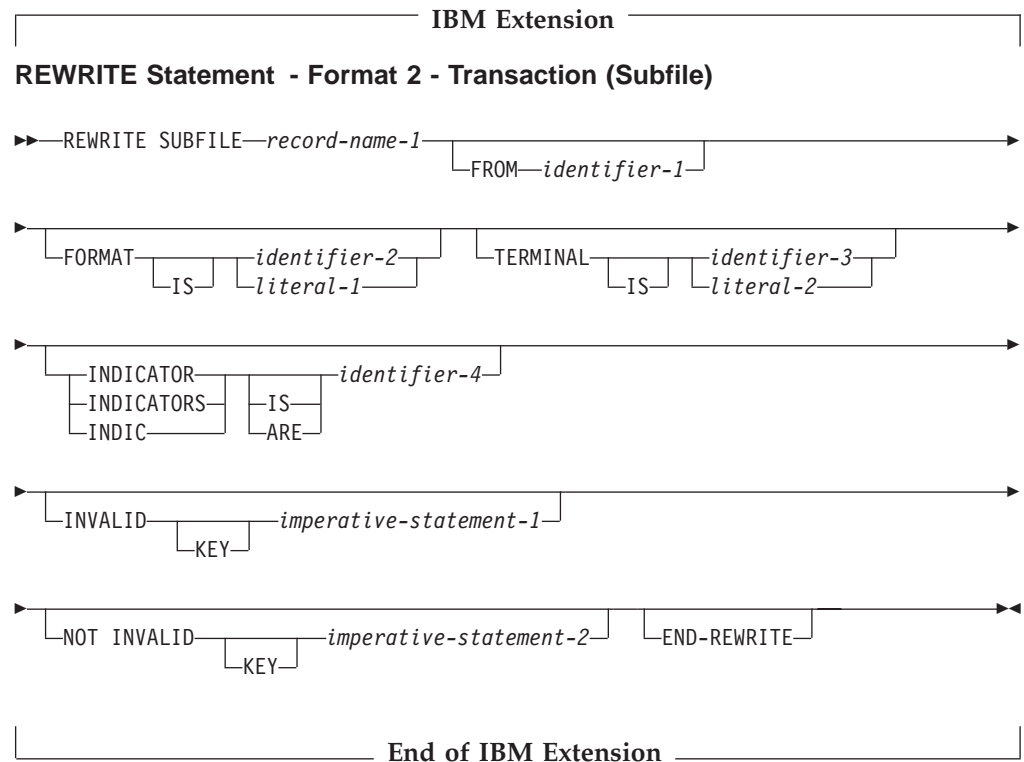 IBM Extension
REWRITE Statement - Format 2 - Transaction (Subfile)
REWRITE SUBFILE record-name-1
FROM identifier-1
FORMAT identifier-2 TERMINAL identifier-3
IS literal-1 IS literal-2
INDICATOR identifier-4
INDICATORS IS
INDIC ARE
INVALID imperative-statement-1
KEY
NOT INVALID imperative-statement-2 END-REWRITE
KEY
End of IBM Extension